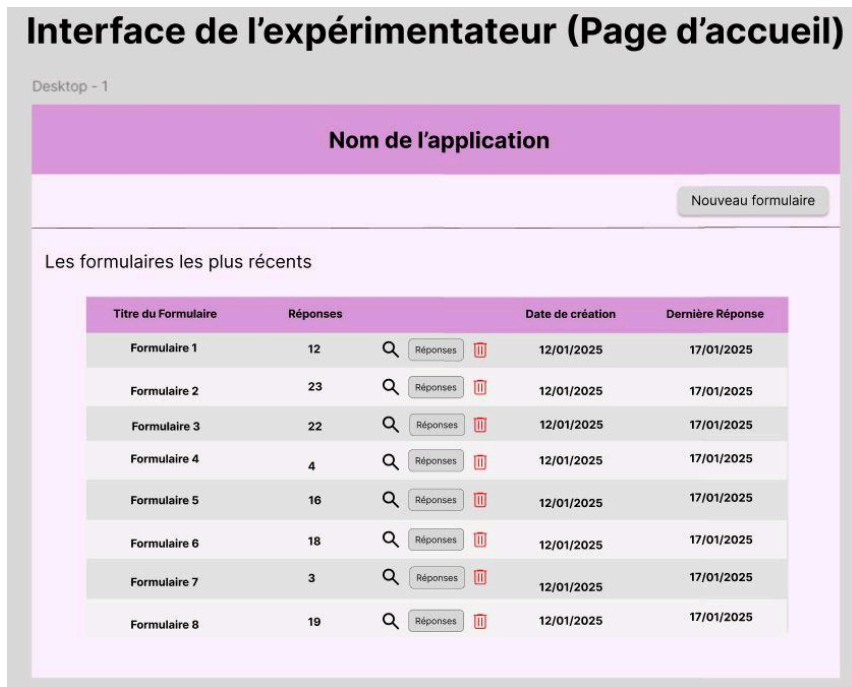 Interface de l’expérimentateur (Page d’accueil)
Desktop - 1
Nom de l’application
Nouveau formulaire
Les formulaires les plus récents
Titre du Formulaire Réponses Date de création Dernière Réponse
Formulaire 1 12 Réponses 12/01/2025 17/01/2025
Formulaire 2 23 Réponses 12/01/2025 17/01/2025
Formulaire 3 22 Réponses 12/01/2025 17/01/2025
Formulaire 4 4 Réponses 12/01/2025 17/01/2025
Formulaire 5 16 Réponses 12/01/2025 17/01/2025
Formulaire 6 18 Réponses 12/01/2025 17/01/2025
Formulaire 7 3 Réponses 12/01/2025 17/01/2025
Formulaire 8 19 Réponses 12/01/2025 17/01/2025